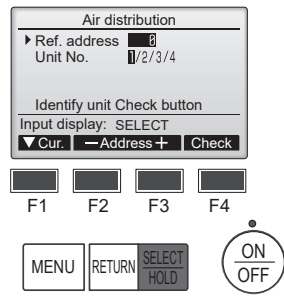 Air distribution
Ref. address 0
Unit No. 1/2/3/4
Identify unit Check button
Input display: SELECT
▼Cur. －Address＋ Check
F1 F2 F3 F4
MENU RETURN SELECT HOLD ON OFF